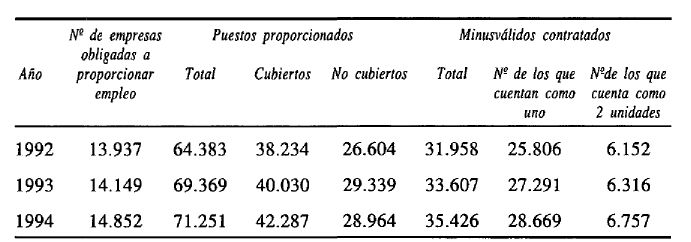 Nº de empresas Puestos proporcionados Minusválidos contratados
obligadas a
Año proporcionar Total Cubiertos No cubiertos Total Nº de los que Nºde los que
empleo cuentan como cuenta como
uno 2 unidades
1992 13.937 64.383 38.234 26.604 31.958 25.806 6.152
1993 14.149 69.369 40.030 29.339 33.607 27.291 6.316
1994 14.852 71.251 42.287 28.964 35.426 28.669 6.757